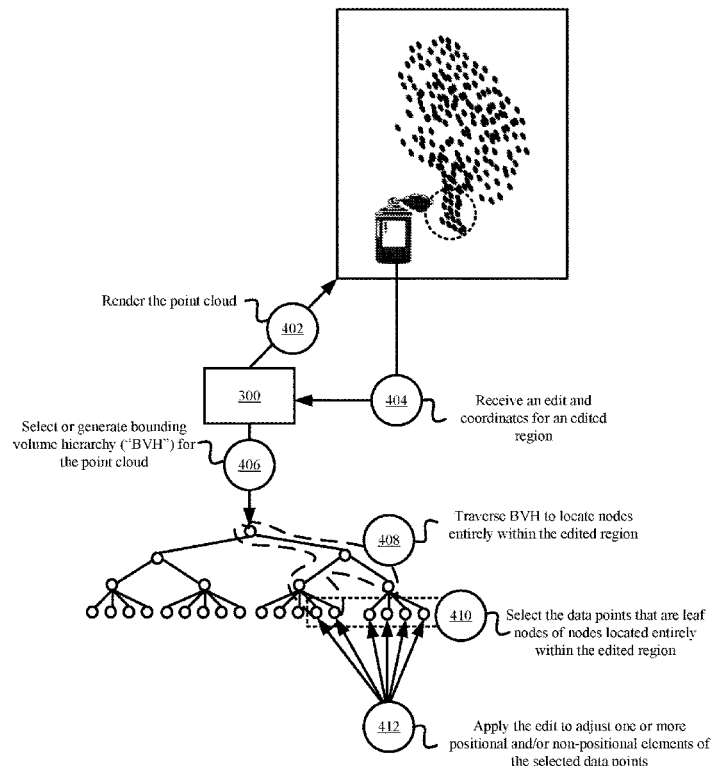 Render the point cloud
402
300
404
Receive an edit and
coordinates for an edited
region
Select or generate bounding
volume hierarchy ("BVH") for
the point cloud
406
408
Traverse BVH to locate nodes
entirely within the edited region
410
Select the data points that are leaf
nodes of nodes located entirely
within the edited region
412
Apply the edit to adjust one or more
positional and/or non-positional elements of
the selected data points